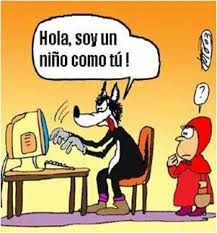 Hola, soy un
niño como tú !
?